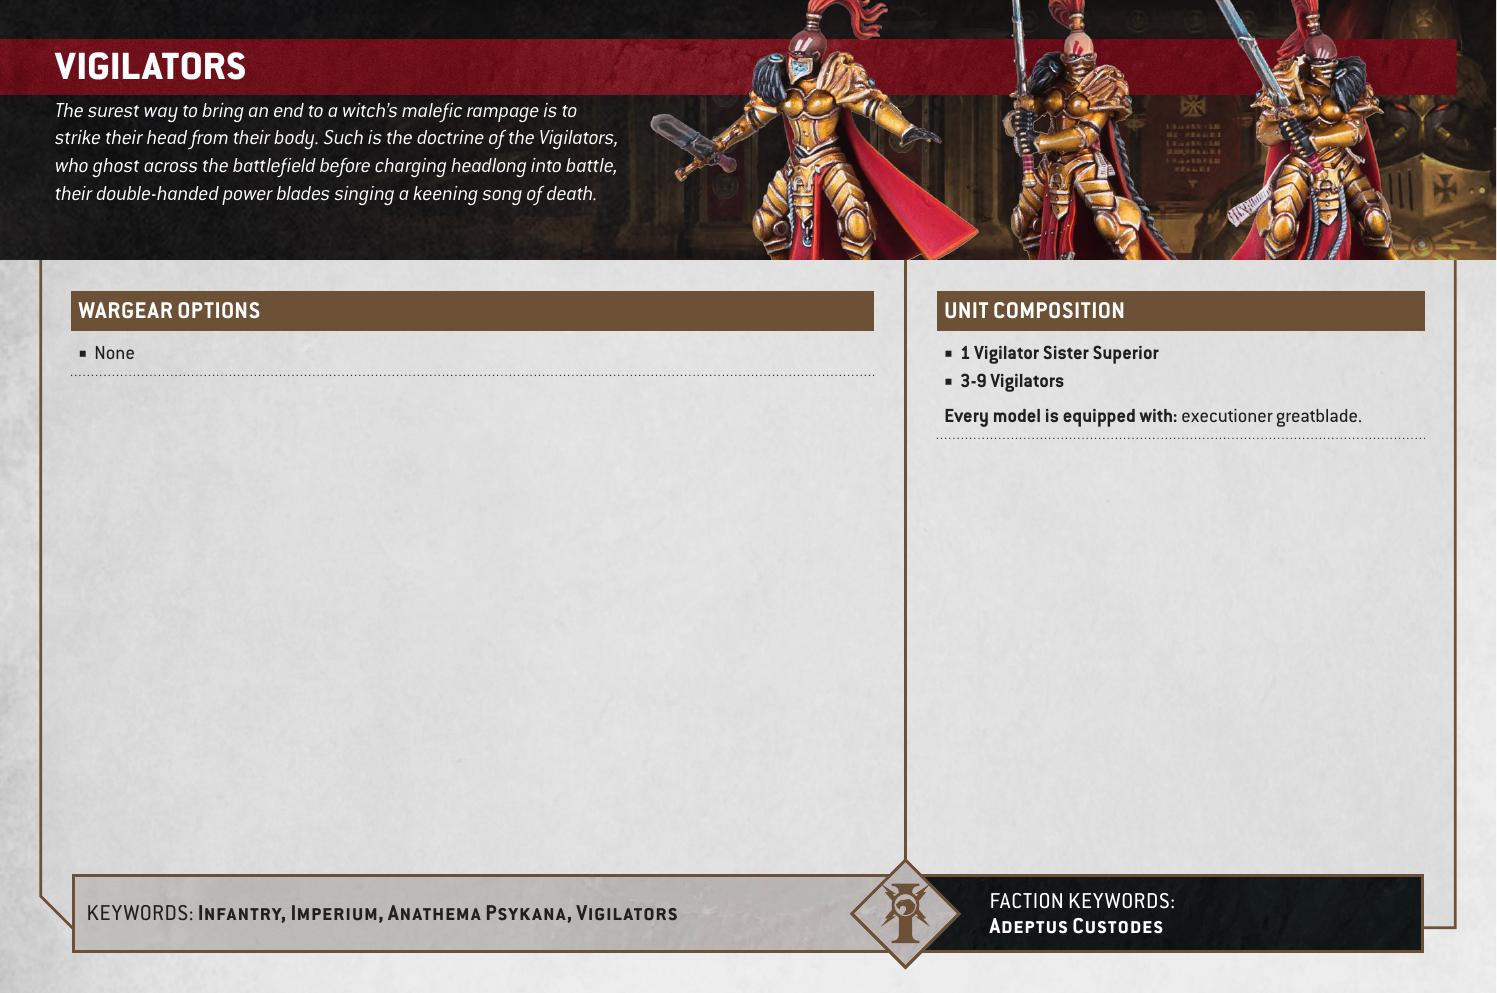 VIGILATORS
The surest way to bring an end to a witch's malefic rampage is to
strike their head from their body. Such is the doctrine of the Vigilators,
who ghost across the battlefield before charging headlong into battle,
their double-handed power blades singing a keening song of death.
WARGEAR OPTIONS
▪ None
UNIT COMPOSITION
▪ 1 Vigilator Sister Superior
▪ 3-9 Vigilators
Every model is equipped with: executioner greatblade.
KEYWORDS: Infantry, Imperium, Anathema Psykana, Vigilators
FACTION KEYWORDS:
Adeptus Custodes